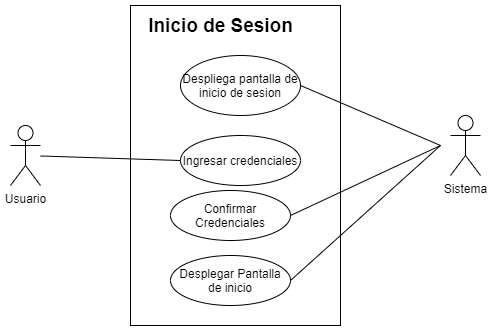 Inicio de Sesion
Despliega pantalla de
inicio de sesion
Ingresar credenciales
Confirmar
Credenciales
Desplegar Pantalla
de inicio
Usuario
Sistema